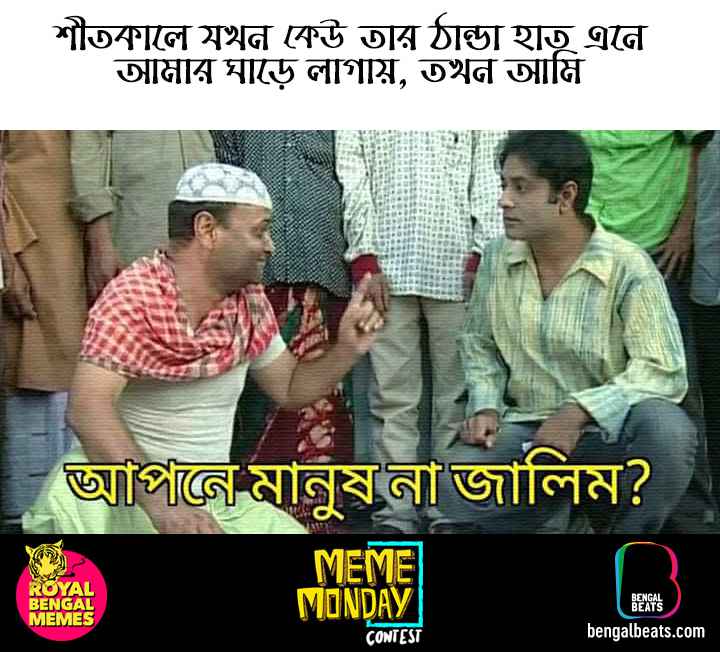 শীতকালে যখন কেউ তার ঠান্ডা হাত এনে
আমার ঘাড়ে লাগায়, তখন আমি
আপনে মানুষ না জালিম?
ROYAL
BENGAL
MEMES
MEME
MONDAY
CONTEST
BENGAL
BEATS
bengalbeats.com